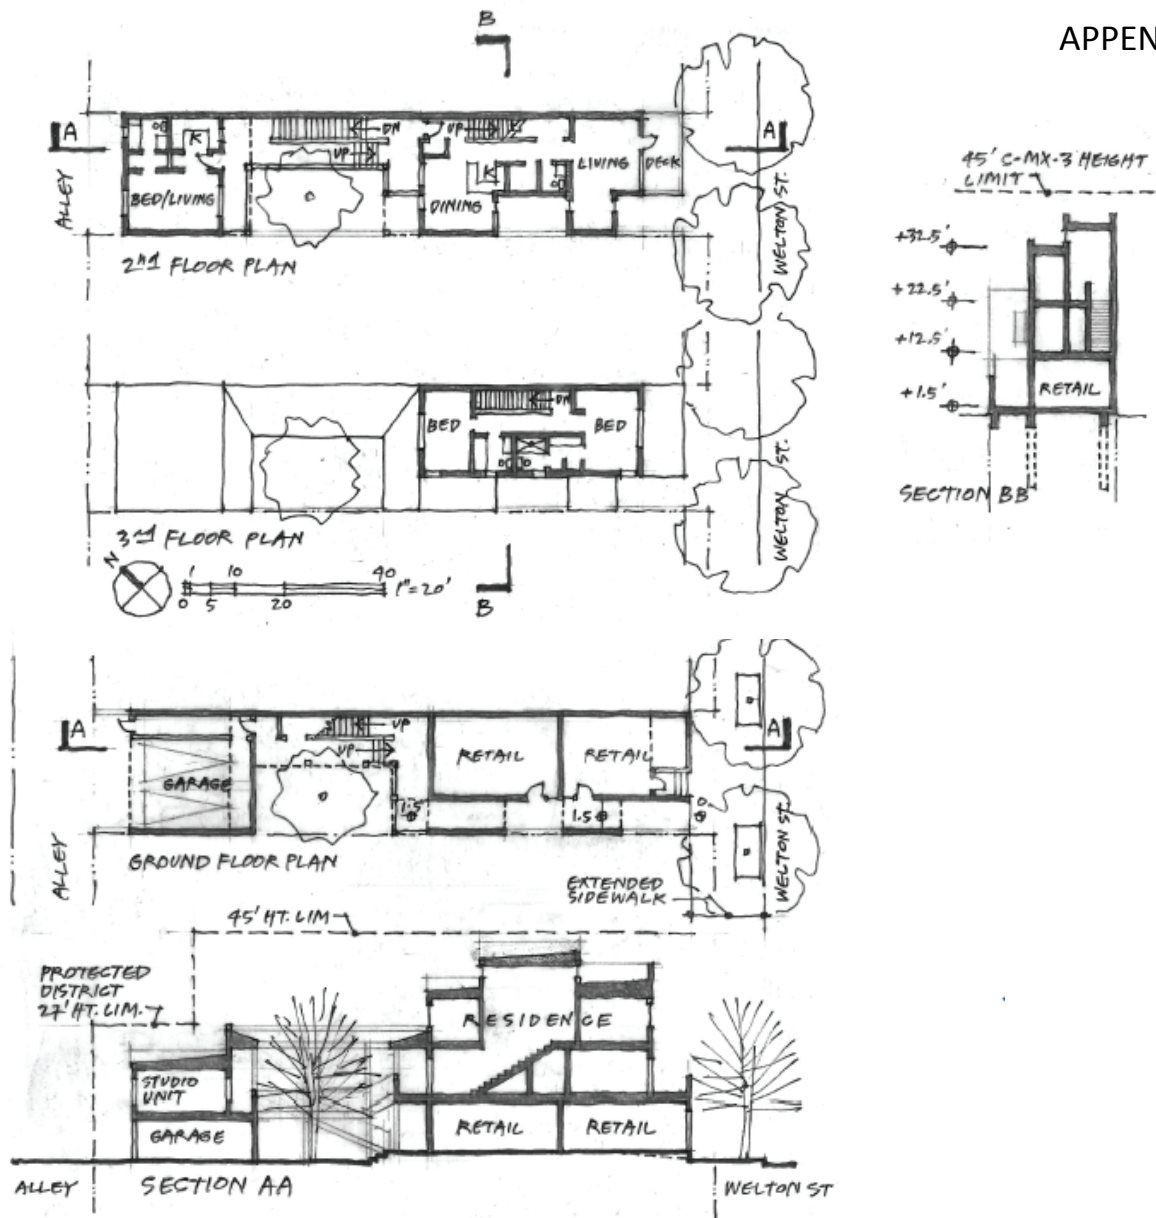 APPEN
B
A
DN
UP
UP
K
K
LIVING
DECK
A
BED/LIVING
DINING
ALLEY
WELTON ST.
2nd FLOOR PLAN
45' C-MX-3 HEIGHT
LIMIT
+32.5'
+22.5'
+12.5'
+1.5'
RETAIL
SECTION BB
DN
BED
BED
WELTON ST.
3rd FLOOR PLAN
N
1 10 40
0 5 20
1"=20'
B
A
UP
UP
RETAIL
RETAIL
A
GARAGE
1.5
1.5
0
ALLEY
WELTON ST.
GROUND FLOOR PLAN
EXTENDED
SIDEWALK
45' HT. LIM
PROTECTED
DISTRICT
27' HT. LIM.
RESIDENCE
STUDIO
UNIT
GARAGE
RETAIL
RETAIL
ALLEY
SECTION AA
WELTON ST